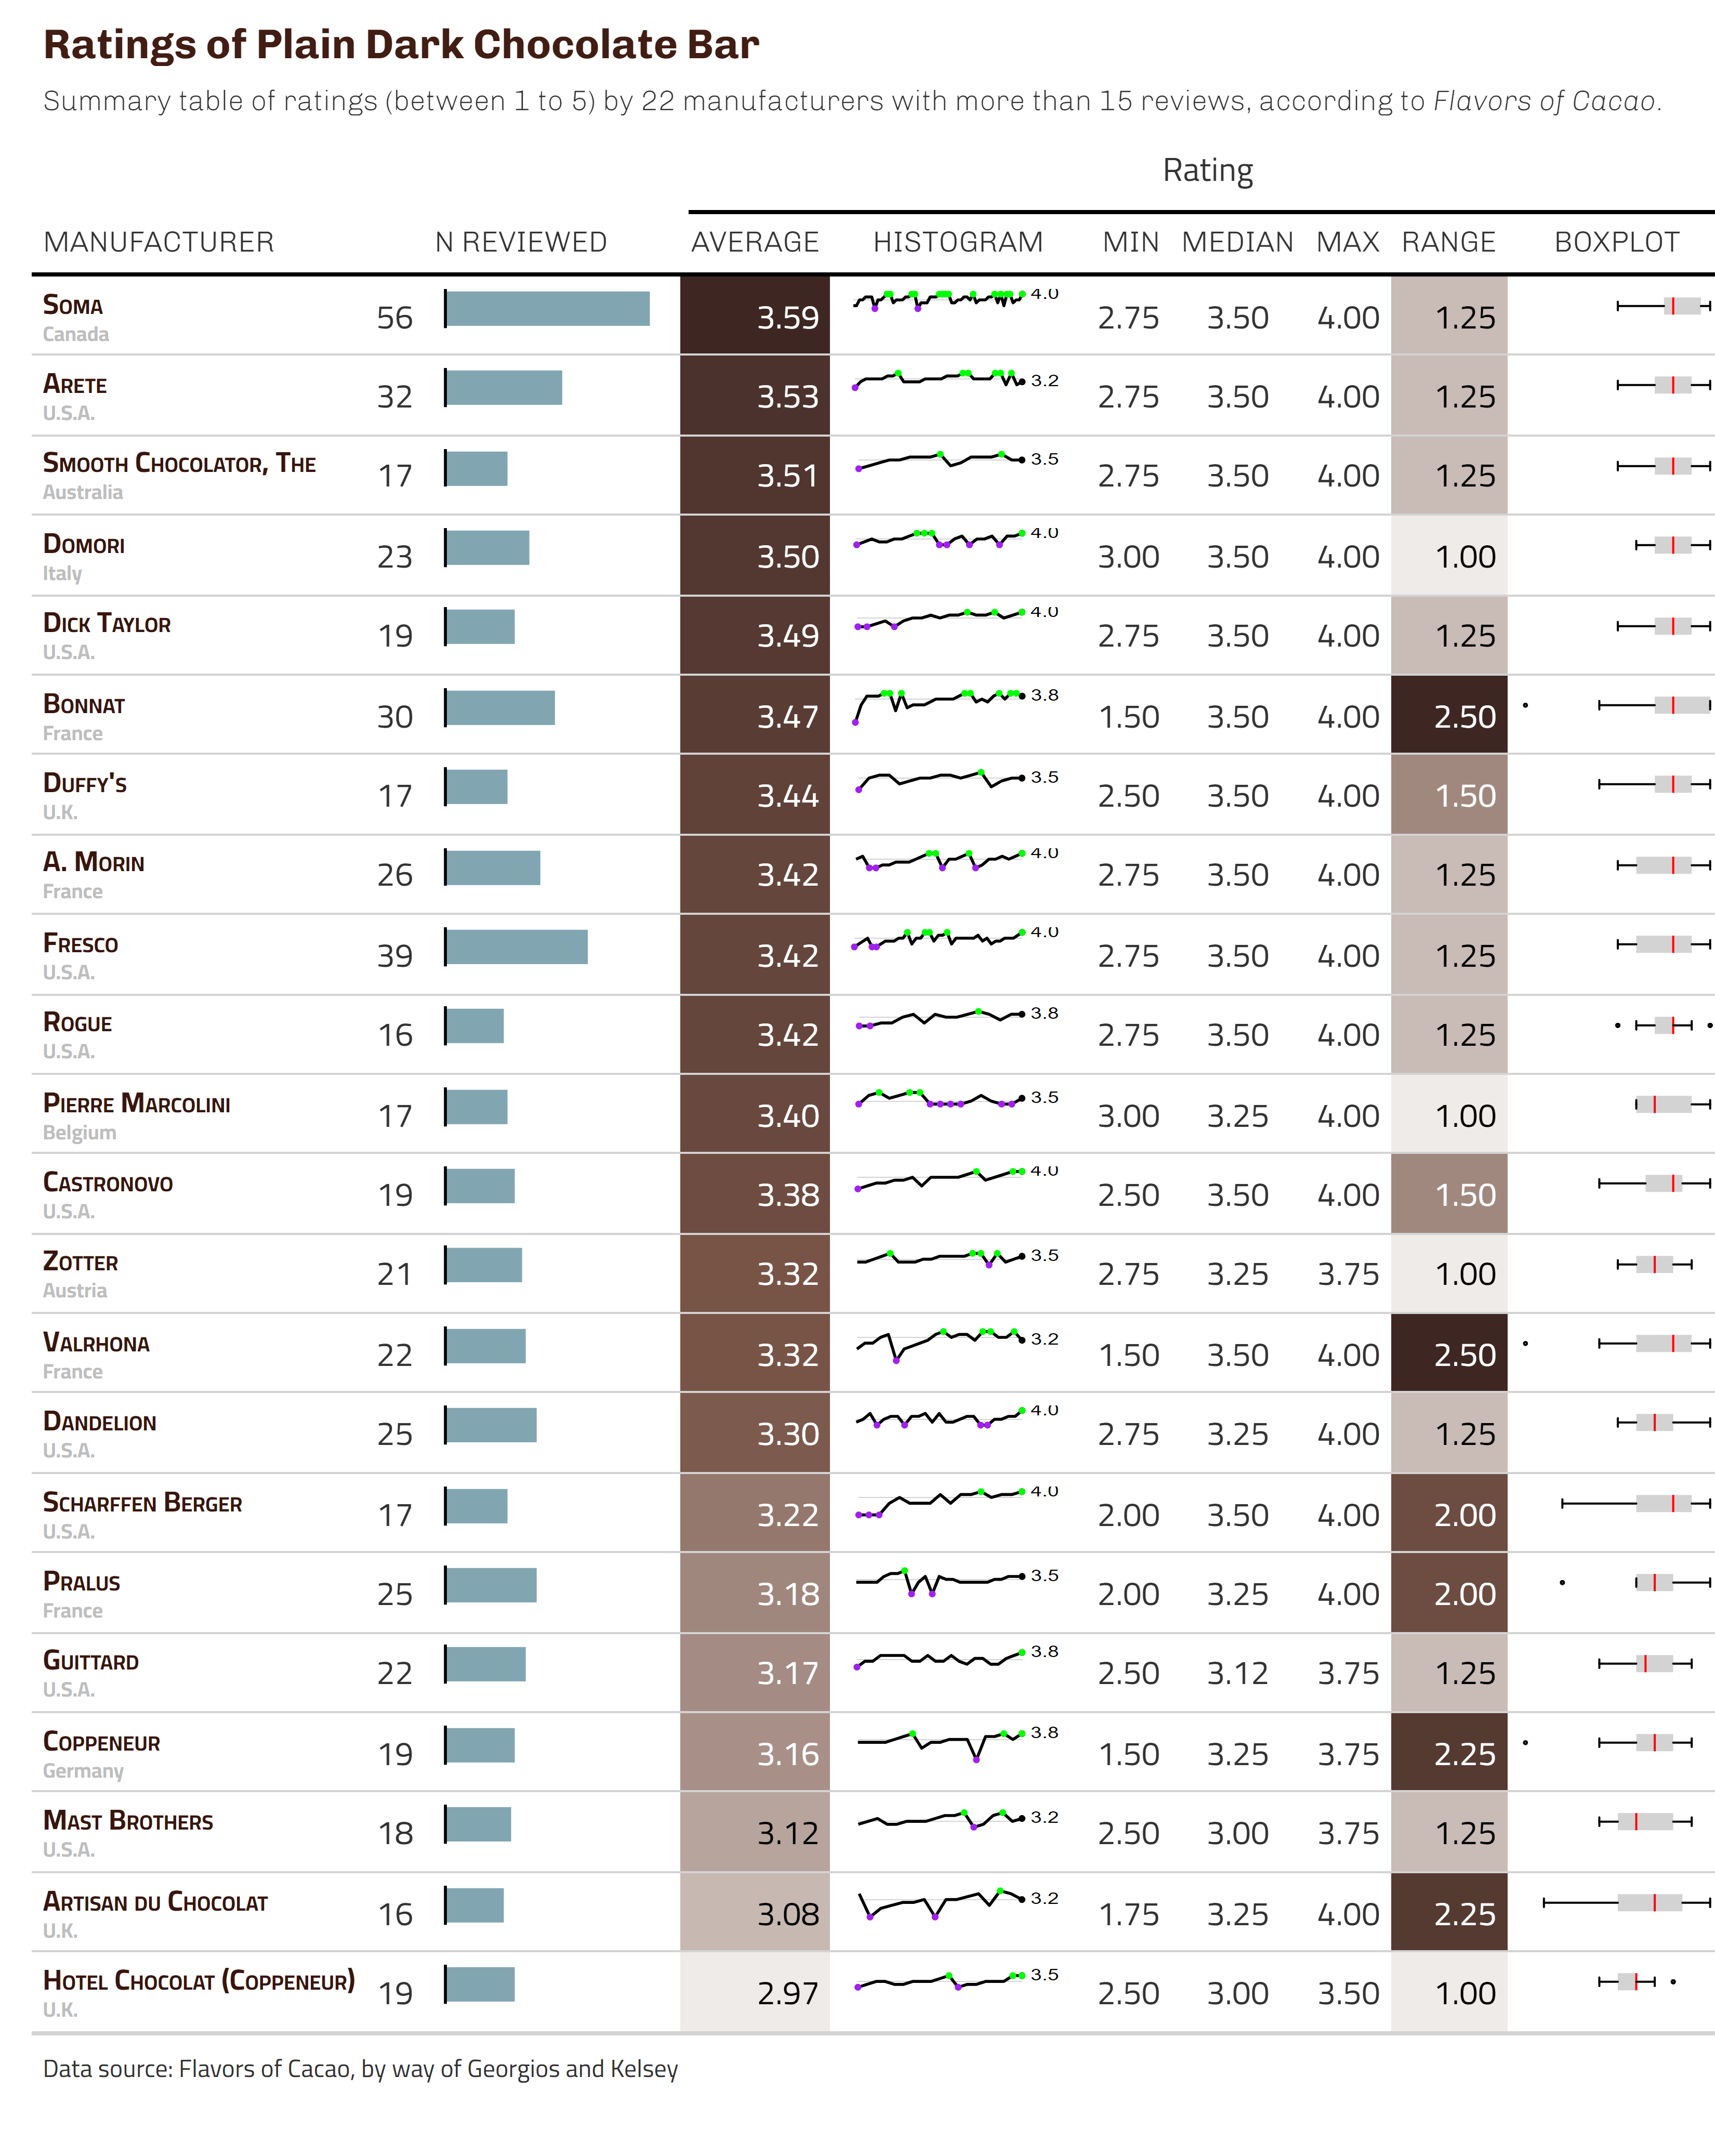 Ratings of Plain Dark Chocolate Bar
Summary table of ratings (between 1 to 5) by 22 manufacturers with more than 15 reviews, according to Flavors of Cacao.
Rating
MANUFACTURER N REVIEWED AVERAGE HISTOGRAM MIN MEDIAN MAX RANGE BOXPLOT
Soma 56 3.59 4.0 2.75 3.50 4.00 1.25
Canada
Arete 32 3.53 3.2 2.75 3.50 4.00 1.25
U.S.A.
Smooth Chocolator, The 17 3.51 3.5 2.75 3.50 4.00 1.25
Australia
Domori 23 3.50 4.0 3.00 3.50 4.00 1.00
Italy
Dick Taylor 19 3.49 4.0 2.75 3.50 4.00 1.25
U.S.A.
Bonnat 30 3.47 3.8 1.50 3.50 4.00 2.50
France
Duffy's 17 3.44 3.5 2.50 3.50 4.00 1.50
U.K.
A. Morin 26 3.42 4.0 2.75 3.50 4.00 1.25
France
Fresco 39 3.42 4.0 2.75 3.50 4.00 1.25
U.S.A.
Rogue 16 3.42 3.8 2.75 3.50 4.00 1.25
U.S.A.
Pierre Marcolini 17 3.40 3.5 3.00 3.25 4.00 1.00
Belgium
Castronovo 19 3.38 4.0 2.50 3.50 4.00 1.50
U.S.A.
Zotter 21 3.32 3.5 2.75 3.25 3.75 1.00
Austria
Valrhona 22 3.32 3.2 1.50 3.50 4.00 2.50
France
Dandelion 25 3.30 4.0 2.75 3.25 4.00 1.25
U.S.A.
Scharffen Berger 17 3.22 4.0 2.00 3.50 4.00 2.00
U.S.A.
Pralus 25 3.18 3.5 2.00 3.25 4.00 2.00
France
Guittard 22 3.17 3.8 2.50 3.12 3.75 1.25
U.S.A.
Coppeneur 19 3.16 3.8 1.50 3.25 3.75 2.25
Germany
Mast Brothers 18 3.12 3.2 2.50 3.00 3.75 1.25
U.S.A.
Artisan du Chocolat 16 3.08 3.2 1.75 3.25 4.00 2.25
U.K.
Hotel Chocolat (Coppeneur) 19 2.97 3.5 2.50 3.00 3.50 1.00
U.K.
Data source: Flavors of Cacao, by way of Georgios and Kelsey